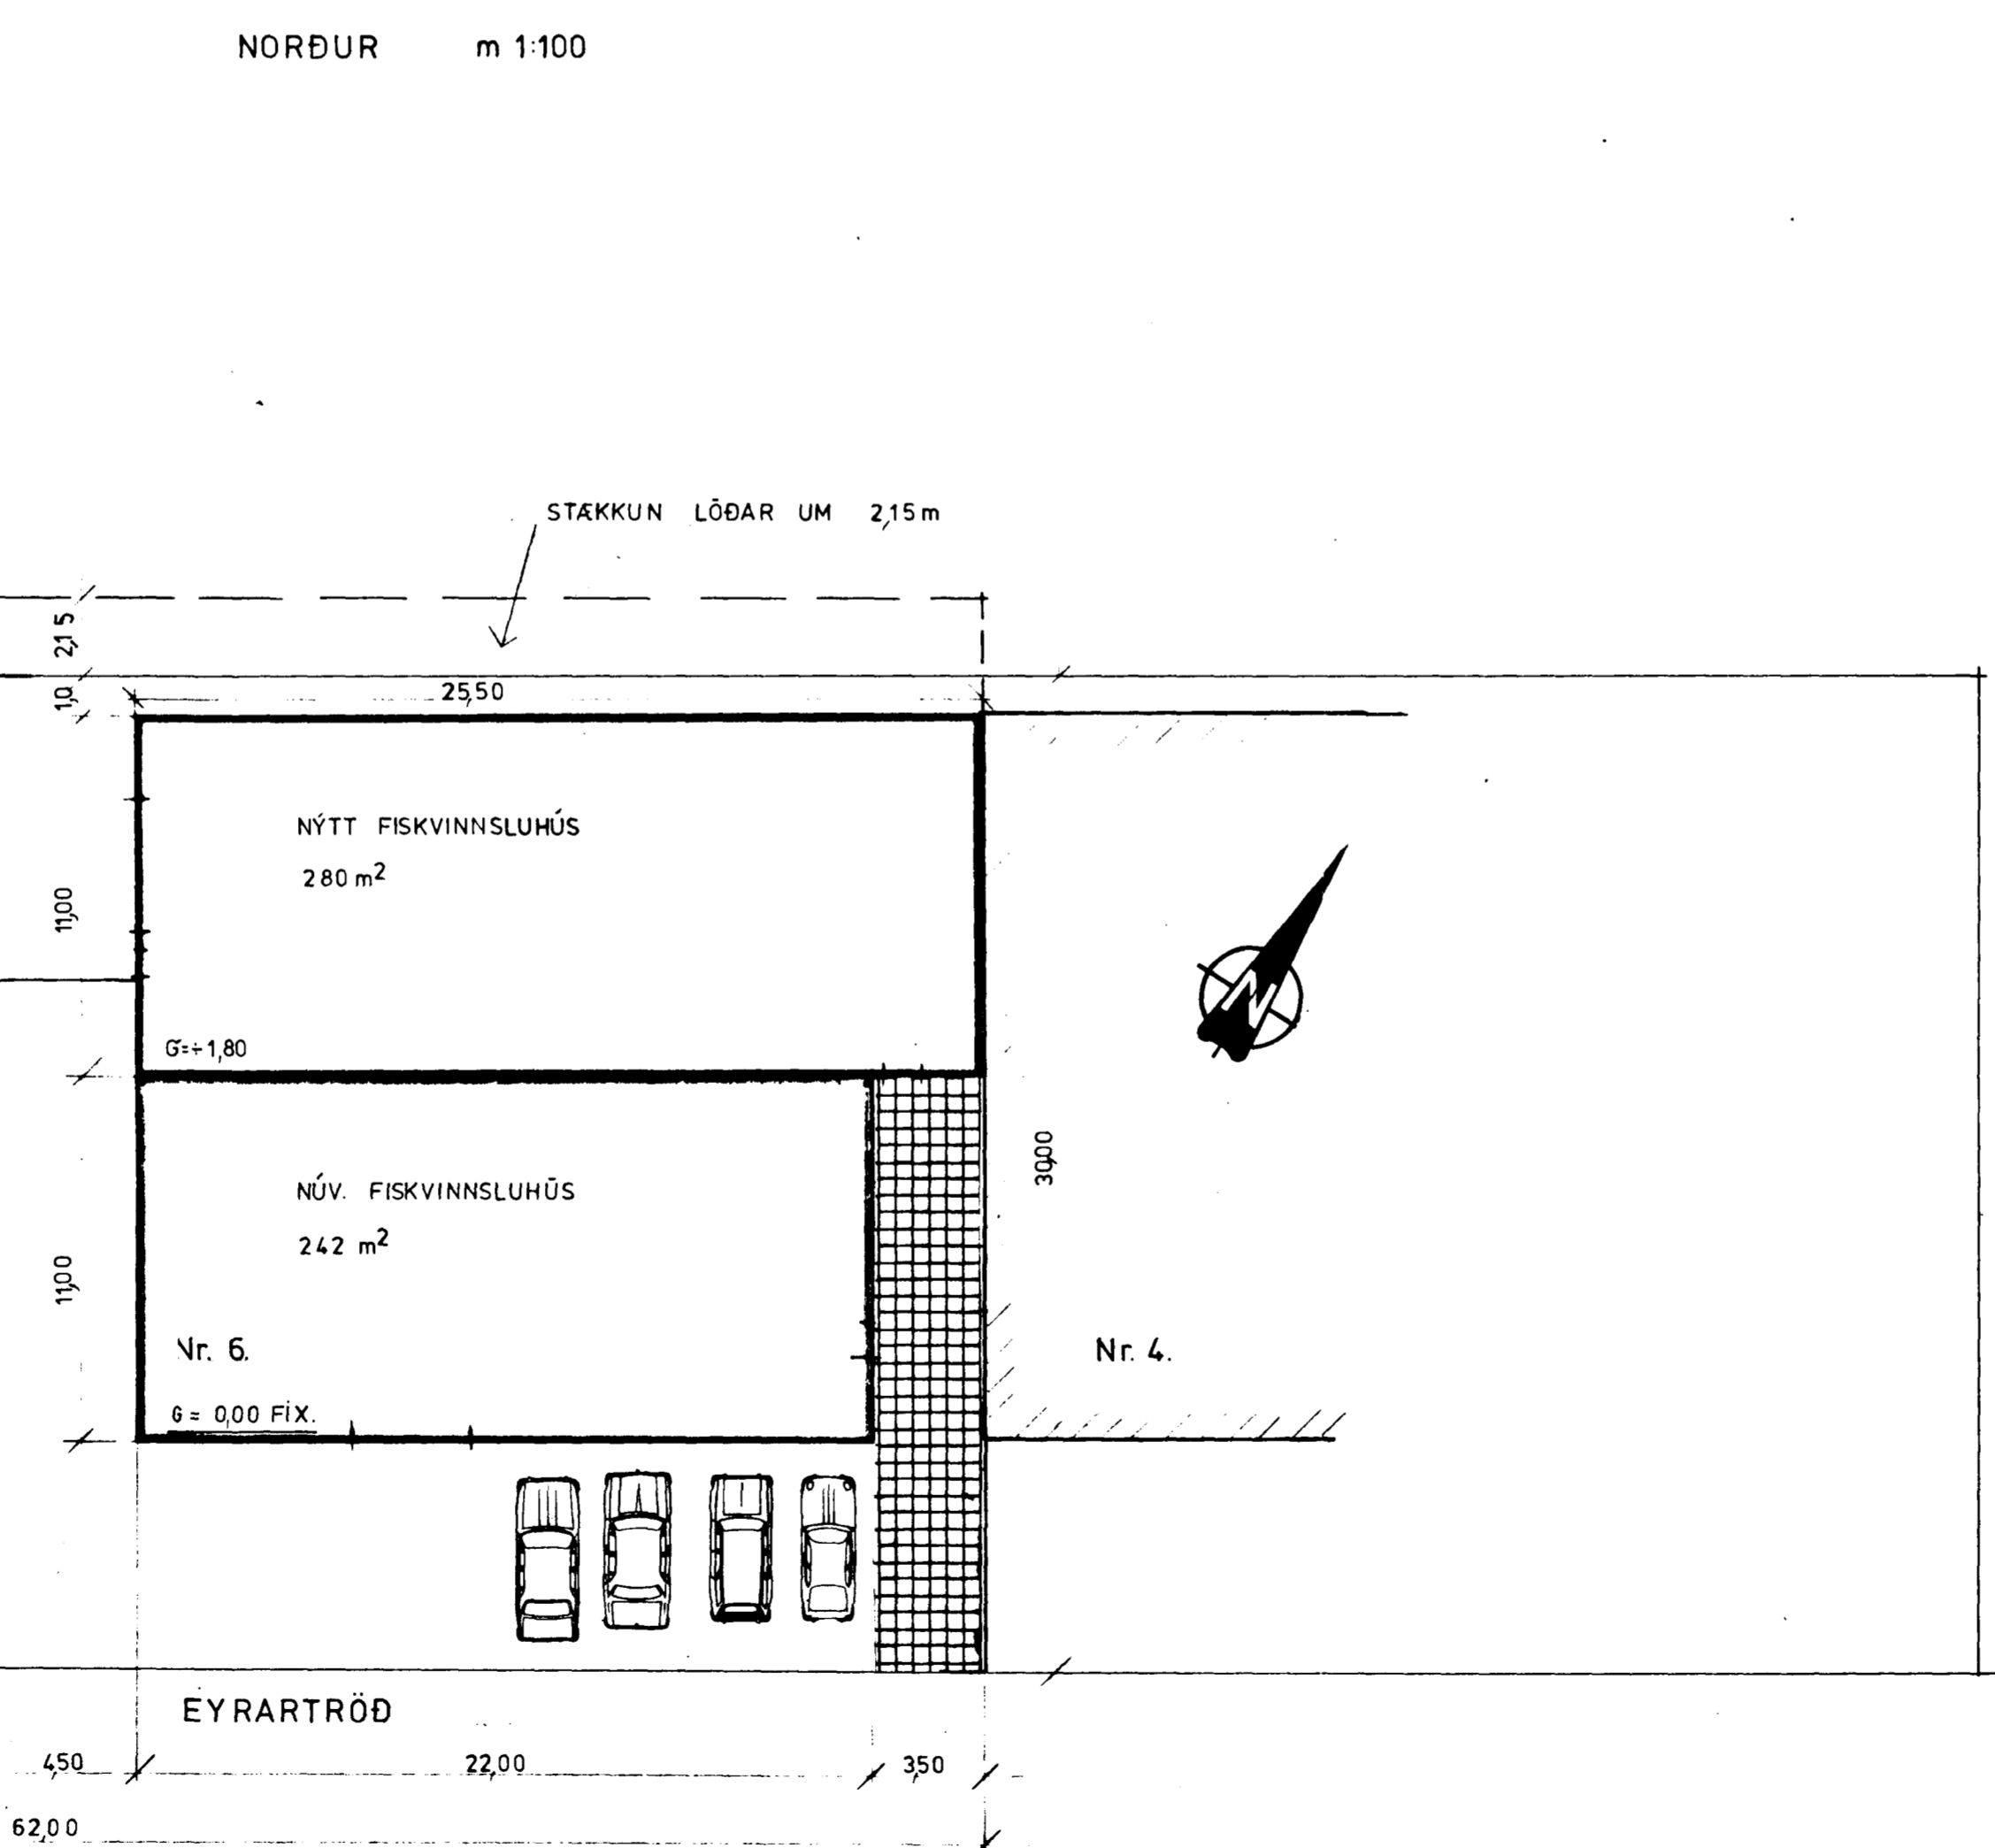 NORÐUR m 1:100
STÆKKUN LÓÐAR UM 2,15 m
2,15
1,0
25,50
NÝTT FISKVINNSLUHÚS
280 m²
11,00
N
G=÷1,80
30,00
NÚV. FISKVINNSLUHÚS
242 m²
11,00
Nr. 6.
Nr. 4.
G = 0,00 FIX.
EYRARTRÖÐ
4,50 22,00 3,50
62,00